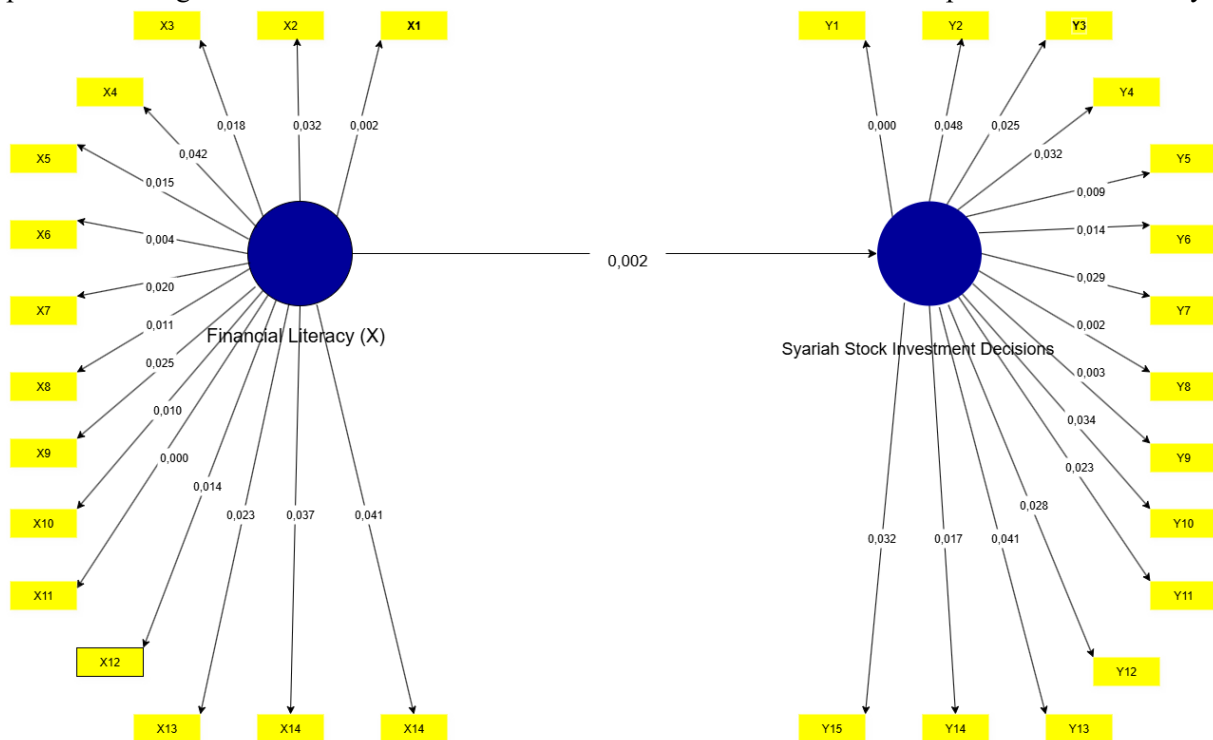 X3 X2 X1 Y1 Y2 Y3
X4 Y4
0,018 0,032 0,002 0,000 0,048 0,025
X5 0,042 0,032 Y5
0,015 0,009
X6 0,004 0,014 Y6
0,020 0,029
X7 Y7
0,011 0,002
Financial Literacy (X)
Syariah Stock Investment Decisions
0,002
X8 0,025 0,003 Y8
0,010 0,034
X9 0,000 0,023 Y9
0,014 0,028
X10 0,023 0,037 0,041 0,032 0,017 0,041 Y10
X11 Y11
X12 Y12
X13 X14 X14 Y15 Y14 Y13